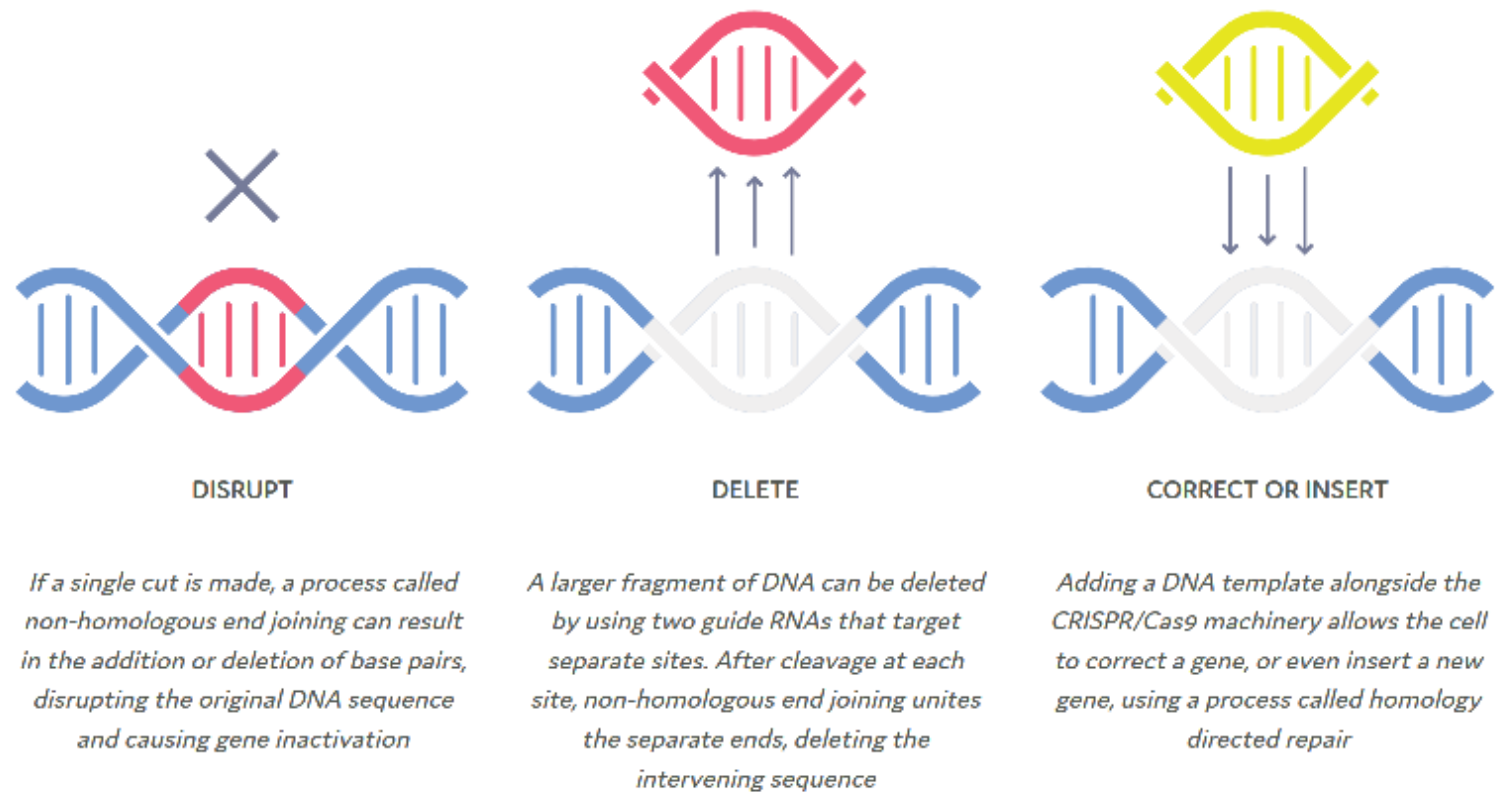 DISRUPT
If a single cut is made, a process called
non-homologous end joining can result
in the addition or deletion of base pairs,
disrupting the original DNA sequence
and causing gene inactivation
DELETE
A larger fragment of DNA can be deleted
by using two guide RNAs that target
separate sites. After cleavage at each
site, non-homologous end joining unites
the separate ends, deleting the
intervening sequence
CORRECT OR INSERT
Adding a DNA template alongside the
CRISPR/Cas9 machinery allows the cell
to correct a gene, or even insert a new
gene, using a process called homology
directed repair